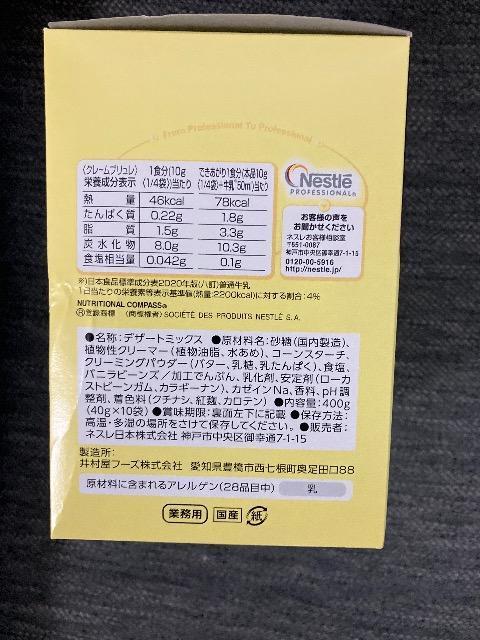 From Professional To Professional
〈クレームブリュレ〉 1食分(10g できあがり1食分(本品10g
栄養成分表示 (1/4袋))当たり (1/4袋)+牛乳※50ml)当たり
熱 量 46kcal 78kcal
たんぱく質 0.22g 1.8g
脂 質 1.5g 3.3g
炭水化物 8.0g 10.3g
食塩相当量 0.042g 0.1g
Nestlé
PROFESSIONAL®
お客様の声を
お聞かせください
ネスレお客様相談室
〒651-0087
神戸市中央区御幸通7-1-15
0120-00-5916
http://nestle.jp/
※)日本食品標準成分表2020年版(八訂)普通牛乳
1日当たりの栄養素等表示基準値(熱量:2200kcal)に対する割合:4%
NUTRITIONAL COMPASS®
®登録商標 (商標権者) SOCIÉTÉ DES PRODUITS NESTLÉ S.A.
●名称:デザートミックス ●原材料名:砂糖(国内製造)、
植物性クリーマー(植物油脂、水あめ)、コーンスターチ、
クリーミングパウダー(バター、乳糖、乳たんぱく)、食塩、
バニラビーンズ/加工でんぷん、乳化剤、安定剤(ローカ
ストビーンガム、カラギーナン)、カゼインNa、香料、pH調
整剤、着色料(クチナシ、紅麹、カロテン) ●内容量:400g
(40g×10袋) ●賞味期限:裏面左下に記載 ●保存方法:
高温・多湿の場所をさけて保存してください。 ●販売者:
ネスレ日本株式会社 神戸市中央区御幸通7-1-15
製造所:
井村屋フーズ株式会社 愛知県豊橋市西七根町奥足田口88
原材料に含まれるアレルゲン(28品目中) 乳
業務用 国産 紙